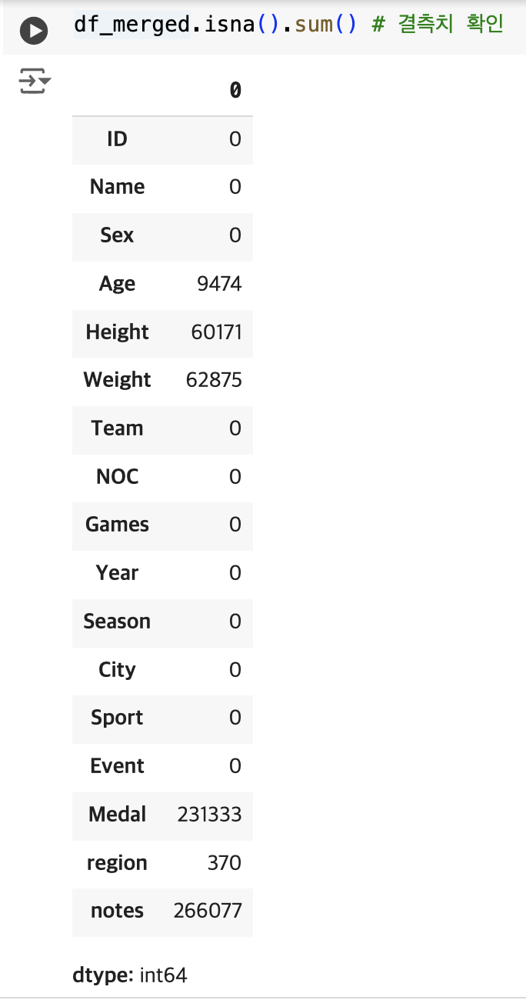 df_merged.isna().sum() # 결측치 확인
0
ID 0
Name 0
Sex 0
Age 9474
Height 60171
Weight 62875
Team 0
NOC 0
Games 0
Year 0
Season 0
City 0
Sport 0
Event 0
Medal 231333
region 370
notes 266077
dtype: int64